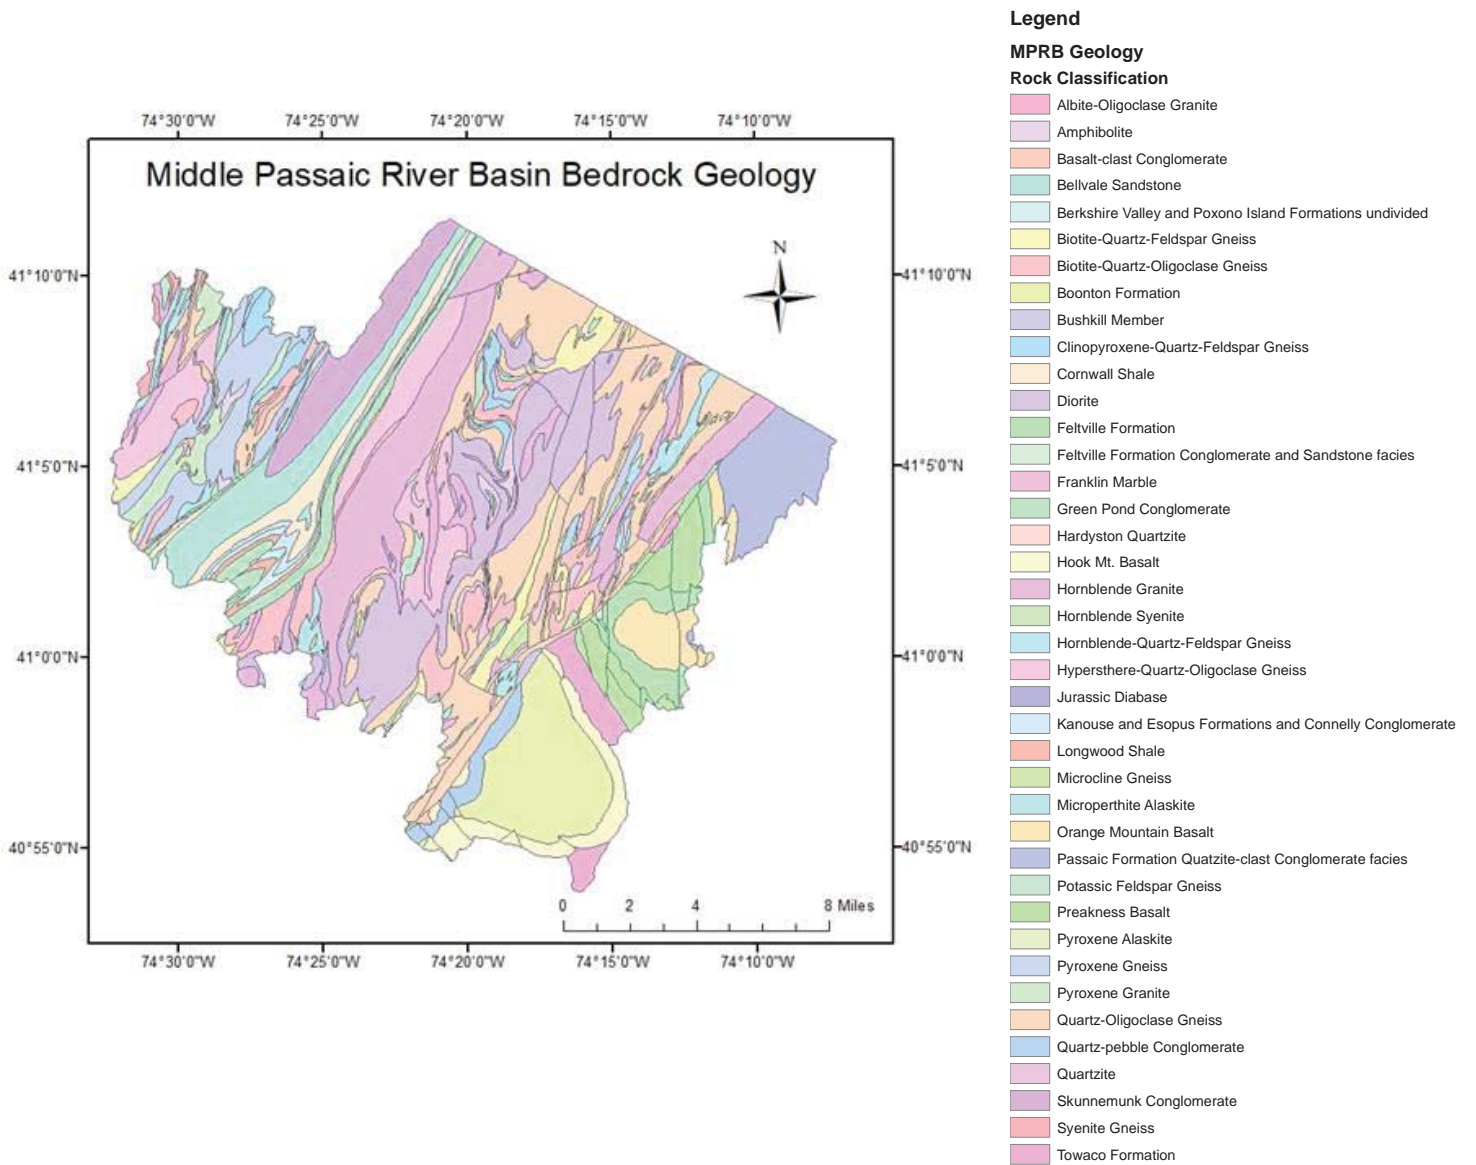 Legend
MPRB Geology
Rock Classification
74°30'0"W 74°25'0"W 74°20'0"W 74°15'0"W 74°10'0"W
Middle Passaic River Basin Bedrock Geology
N
41°10'0"N 41°10'0"N
41°5'0"N 41°5'0"N
41°0'0"N 41°0'0"N
40°55'0"N 40°55'0"N
0 2 4 8 Miles
74°30'0"W 74°25'0"W 74°20'0"W 74°15'0"W 74°10'0"W
Albite-Oligoclase Granite
Amphibolite
Basalt-clast Conglomerate
Bellvale Sandstone
Berkshire Valley and Poxono Island Formations undivided
Biotite-Quartz-Feldspar Gneiss
Biotite-Quartz-Oligoclase Gneiss
Boonton Formation
Bushkill Member
Clinopyroxene-Quartz-Feldspar Gneiss
Cornwall Shale
Diorite
Feltville Formation
Feltville Formation Conglomerate and Sandstone facies
Franklin Marble
Green Pond Conglomerate
Hardyston Quartzite
Hook Mt. Basalt
Hornblende Granite
Hornblende Syenite
Hornblende-Quartz-Feldspar Gneiss
Hypersthere-Quartz-Oligoclase Gneiss
Jurassic Diabase
Kanouse and Esopus Formations and Connelly Conglomerate
Longwood Shale
Microcline Gneiss
Microperthite Alaskite
Orange Mountain Basalt
Passaic Formation Quatzite-clast Conglomerate facies
Potassic Feldspar Gneiss
Preakness Basalt
Pyroxene Alaskite
Pyroxene Gneiss
Pyroxene Granite
Quartz-Oligoclase Gneiss
Quartz-pebble Conglomerate
Quartzite
Skunnemunk Conglomerate
Syenite Gneiss
Towaco Formation